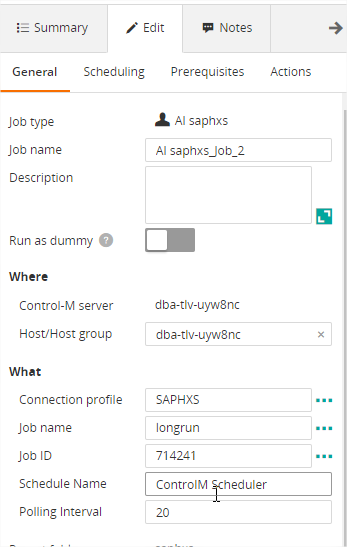 Summary Edit Notes
General Scheduling Prerequisites Actions
Job type AI saphxs
Job name AI saphxs_Job_2
Description
Run as dummy ?
Where
Control-M server dba-tlv-uyw8nc
Host/Host group dba-tlv-uyw8nc ×
What
Connection profile SAPHXS
Job name longrun
Job ID 714241
Schedule Name ControlM Scheduler
Polling Interval 20